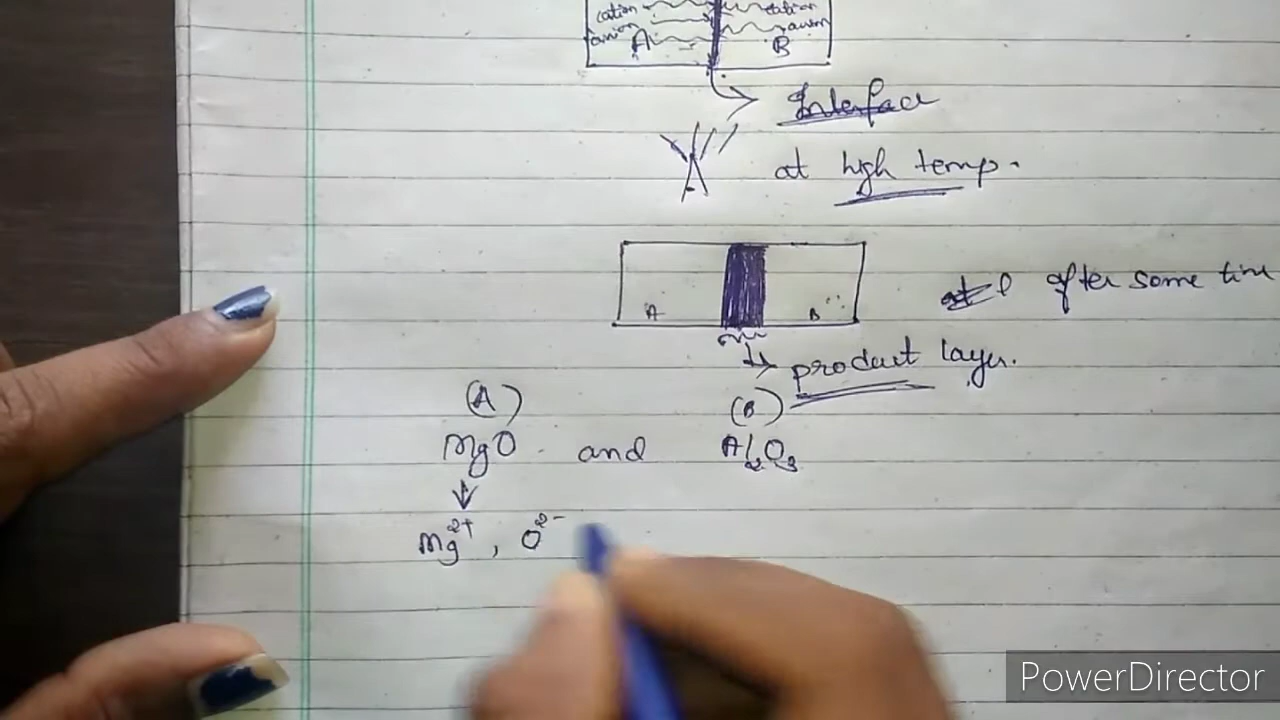 cation cation
anion anion
A B
Interface
at high temp.
A B after some time
product layer.
(A) (B)
MgO and Al₂O₃
Mg²⁺, O²⁻
PowerDirector